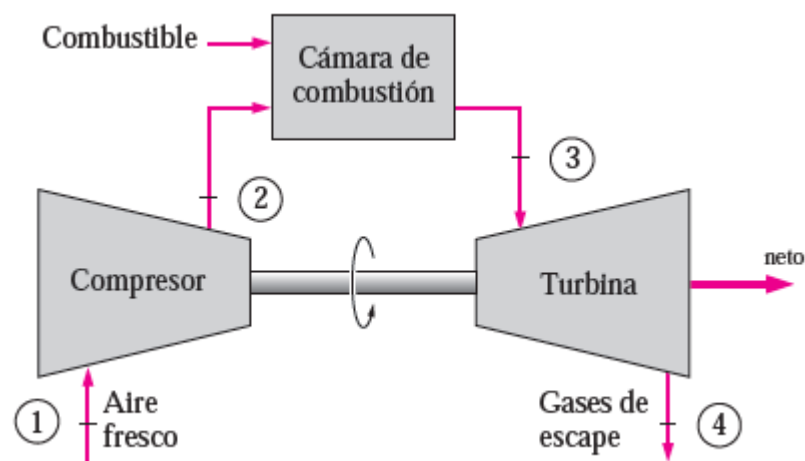 Combustible
Cámara de
combustión
2
3
Compresor
Turbina
neto
1
Aire
fresco
Gases de
escape
4